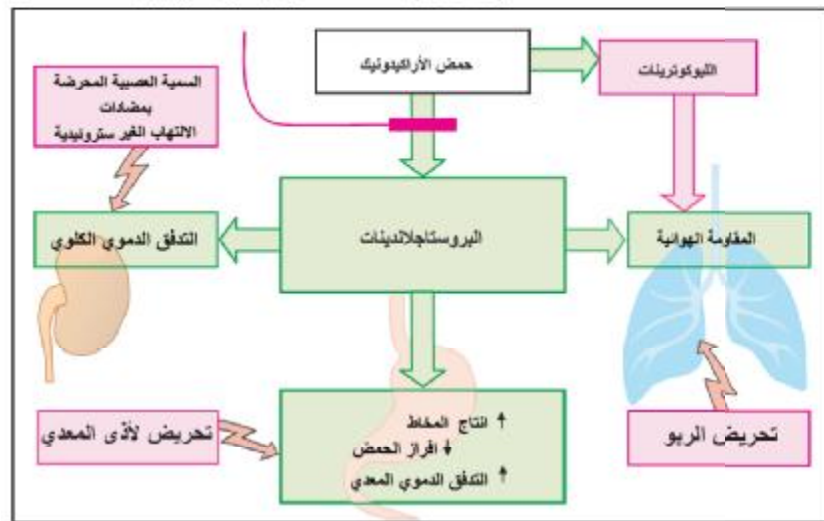 حمض الأراكيدونيك
الليوكوترينات
السمية العصبية المحرضة
بمضادات
الالتهاب الغير ستروئيدية
التدفق الدموي الكلوي
البروستاجلاندينات
المقاومة الهوائية
تحريض لأذى المعدي
↑ انتاج المخاط
↓ افراز الحمض
↑ التدفق الدموي المعدي
تحريض الربو